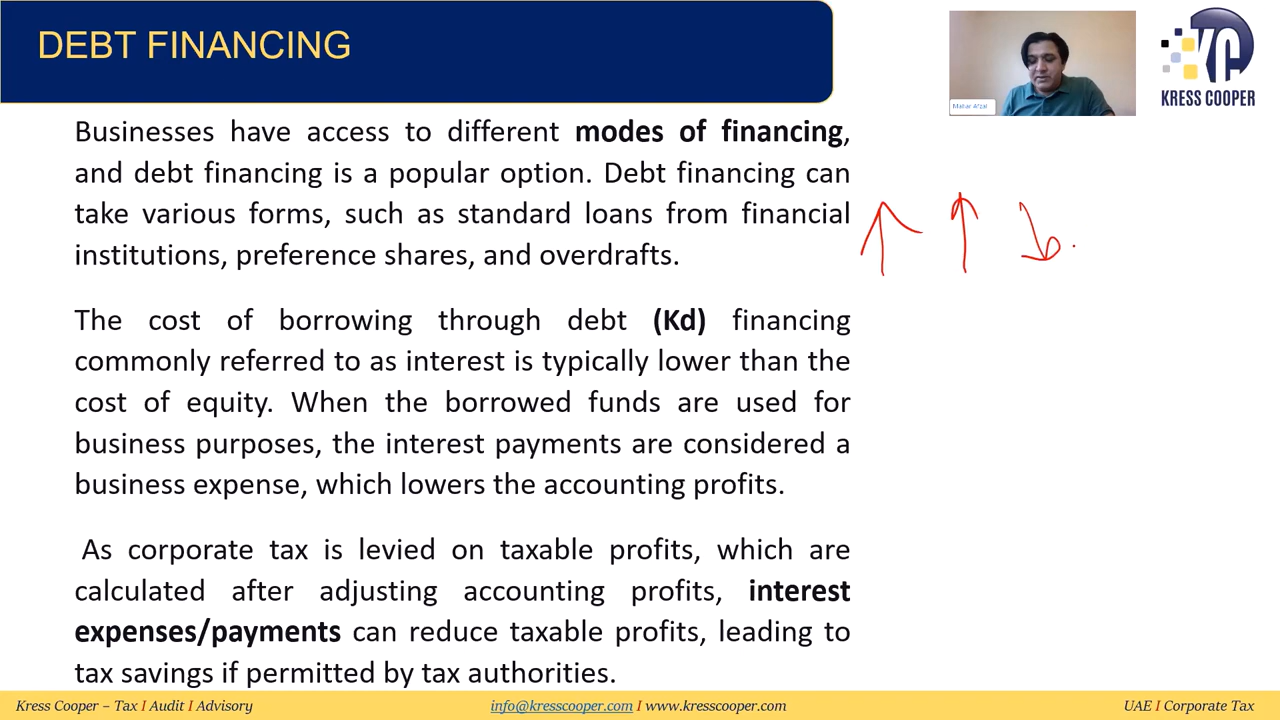 DEBT FINANCING
Mahar Afzal
KC
KRESS COOPER
Businesses have access to different modes of financing,
and debt financing is a popular option. Debt financing can
take various forms, such as standard loans from financial
institutions, preference shares, and overdrafts.
The cost of borrowing through debt (Kd) financing
commonly referred to as interest is typically lower than the
cost of equity. When the borrowed funds are used for
business purposes, the interest payments are considered a
business expense, which lowers the accounting profits.
As corporate tax is levied on taxable profits, which are
calculated after adjusting accounting profits, interest
expenses/payments can reduce taxable profits, leading to
tax savings if permitted by tax authorities.
Kress Cooper – Tax I Audit I Advisory
info@kresscooper.com I www.kresscooper.com
UAE I Corporate Tax